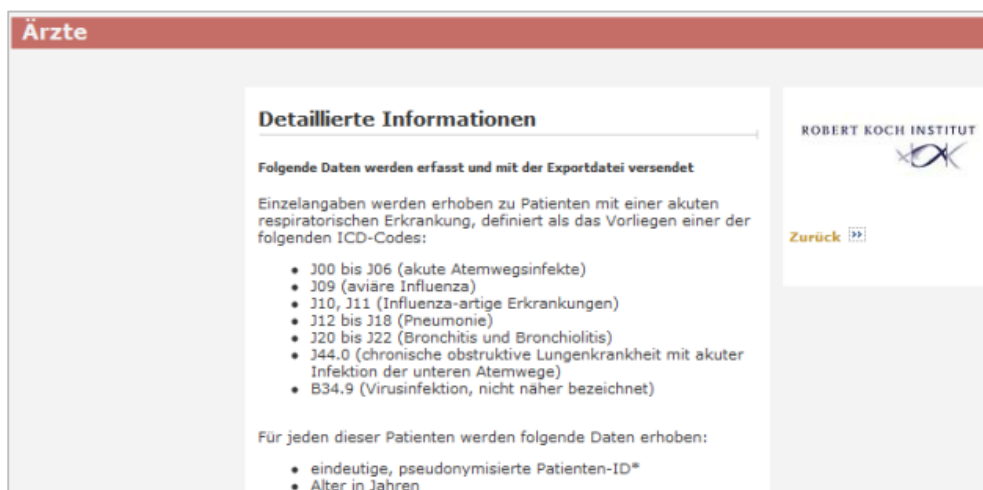 Ärzte
Detaillierte Informationen
ROBERT KOCH INSTITUT
Folgende Daten werden erfasst und mit der Exportdatei versendet
Einzelangaben werden erhoben zu Patienten mit einer akuten
respiratorischen Erkrankung, definiert als das Vorliegen einer der
folgenden ICD-Codes:
Zurück
• J00 bis J06 (akute Atemwegsinfekte)
• J09 (aviäre Influenza)
• J10, J11 (Influenza-artige Erkrankungen)
• J12 bis J18 (Pneumonie)
• J20 bis J22 (Bronchitis und Bronchiolitis)
• J44.0 (chronische obstruktive Lungenkrankheit mit akuter
Infektion der unteren Atemwege)
• B34.9 (Virusinfektion, nicht näher bezeichnet)
Für jeden dieser Patienten werden folgende Daten erhoben:
• eindeutige, pseudonymisierte Patienten-ID*
• Alter in Jahren